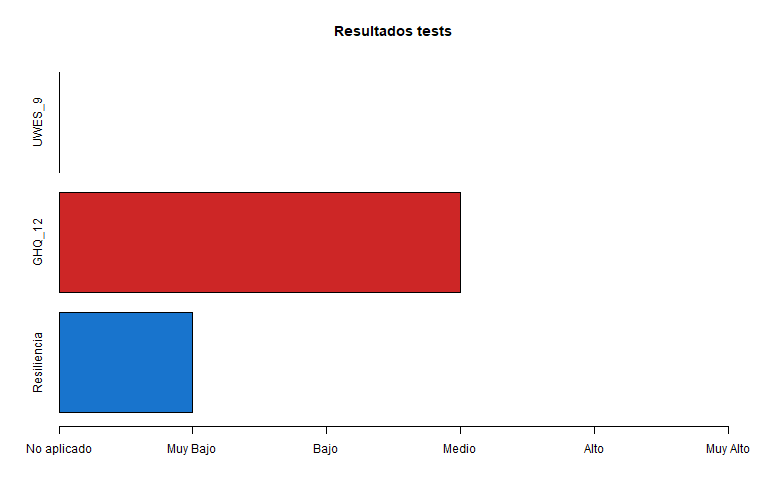 Resultados tests
UWES_9
GHQ_12
Resiliencia
No aplicado
Muy Bajo
Bajo
Medio
Alto
Muy Alto